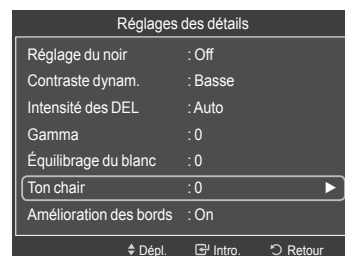 Réglages des détails
Réglage du noir : Off
Contraste dynam. : Basse
Intensité des DEL : Auto
Gamma : 0
Équilibrage du blanc : 0
Ton chair : 0 ►
Amélioration des bords : On
Dépl. Intro. Retour